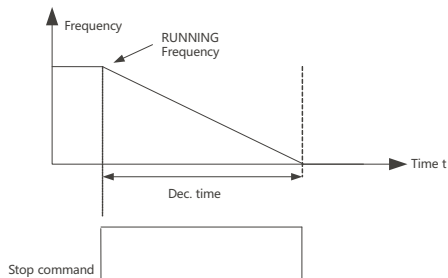 Frequency
RUNNING
Frequency
Time t
Dec. time
Stop command